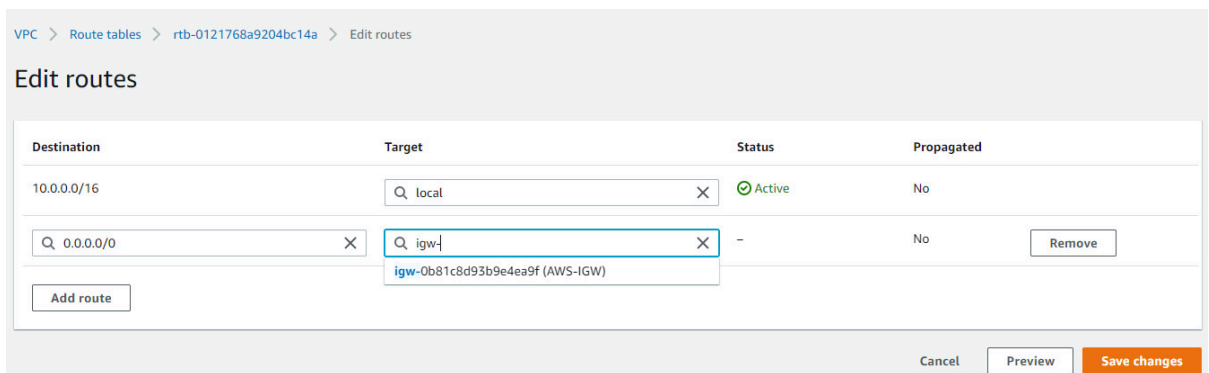 VPC > Route tables > rtb-0121768a9204bc14a > Edit routes
Edit routes
Destination Target Status Propagated
10.0.0.0/16 local Active No
0.0.0.0/0 igw- – No Remove
igw-0b81c8d93b9e4ea9f (AWS-IGW)
Add route
Cancel Preview Save changes